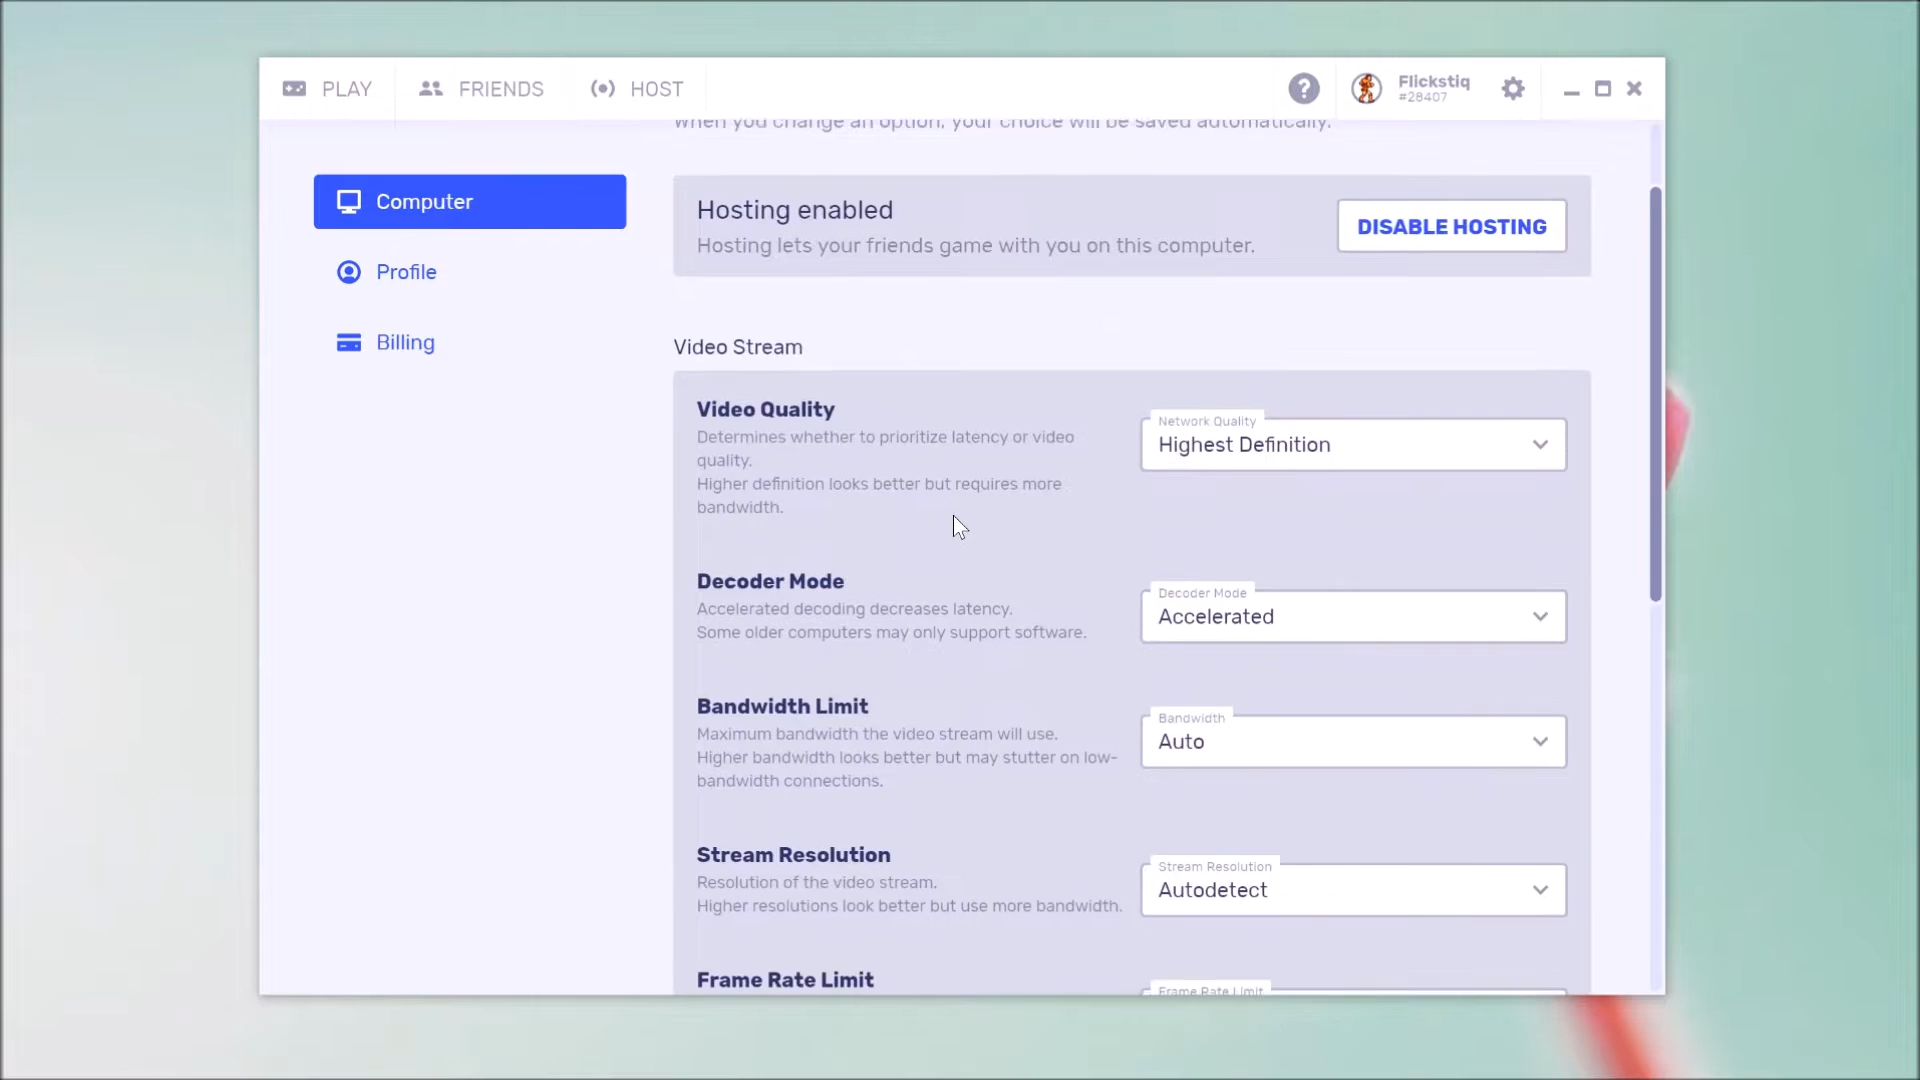 PLAY
FRIENDS
HOST
?
Flickstiq
#28407
When you change an option, your choice will be saved automatically.
Computer
Profile
Billing
Hosting enabled
Hosting lets your friends game with you on this computer.
DISABLE HOSTING
Video Stream
Video Quality
Determines whether to prioritize latency or video
quality.
Higher definition looks better but requires more
bandwidth.
Network Quality
Highest Definition
Decoder Mode
Accelerated decoding decreases latency.
Some older computers may only support software.
Decoder Mode
Accelerated
Bandwidth Limit
Maximum bandwidth the video stream will use.
Higher bandwidth looks better but may stutter on low-
bandwidth connections.
Bandwidth
Auto
Stream Resolution
Resolution of the video stream.
Higher resolutions look better but use more bandwidth.
Stream Resolution
Autodetect
Frame Rate Limit
Frame Rate Limit